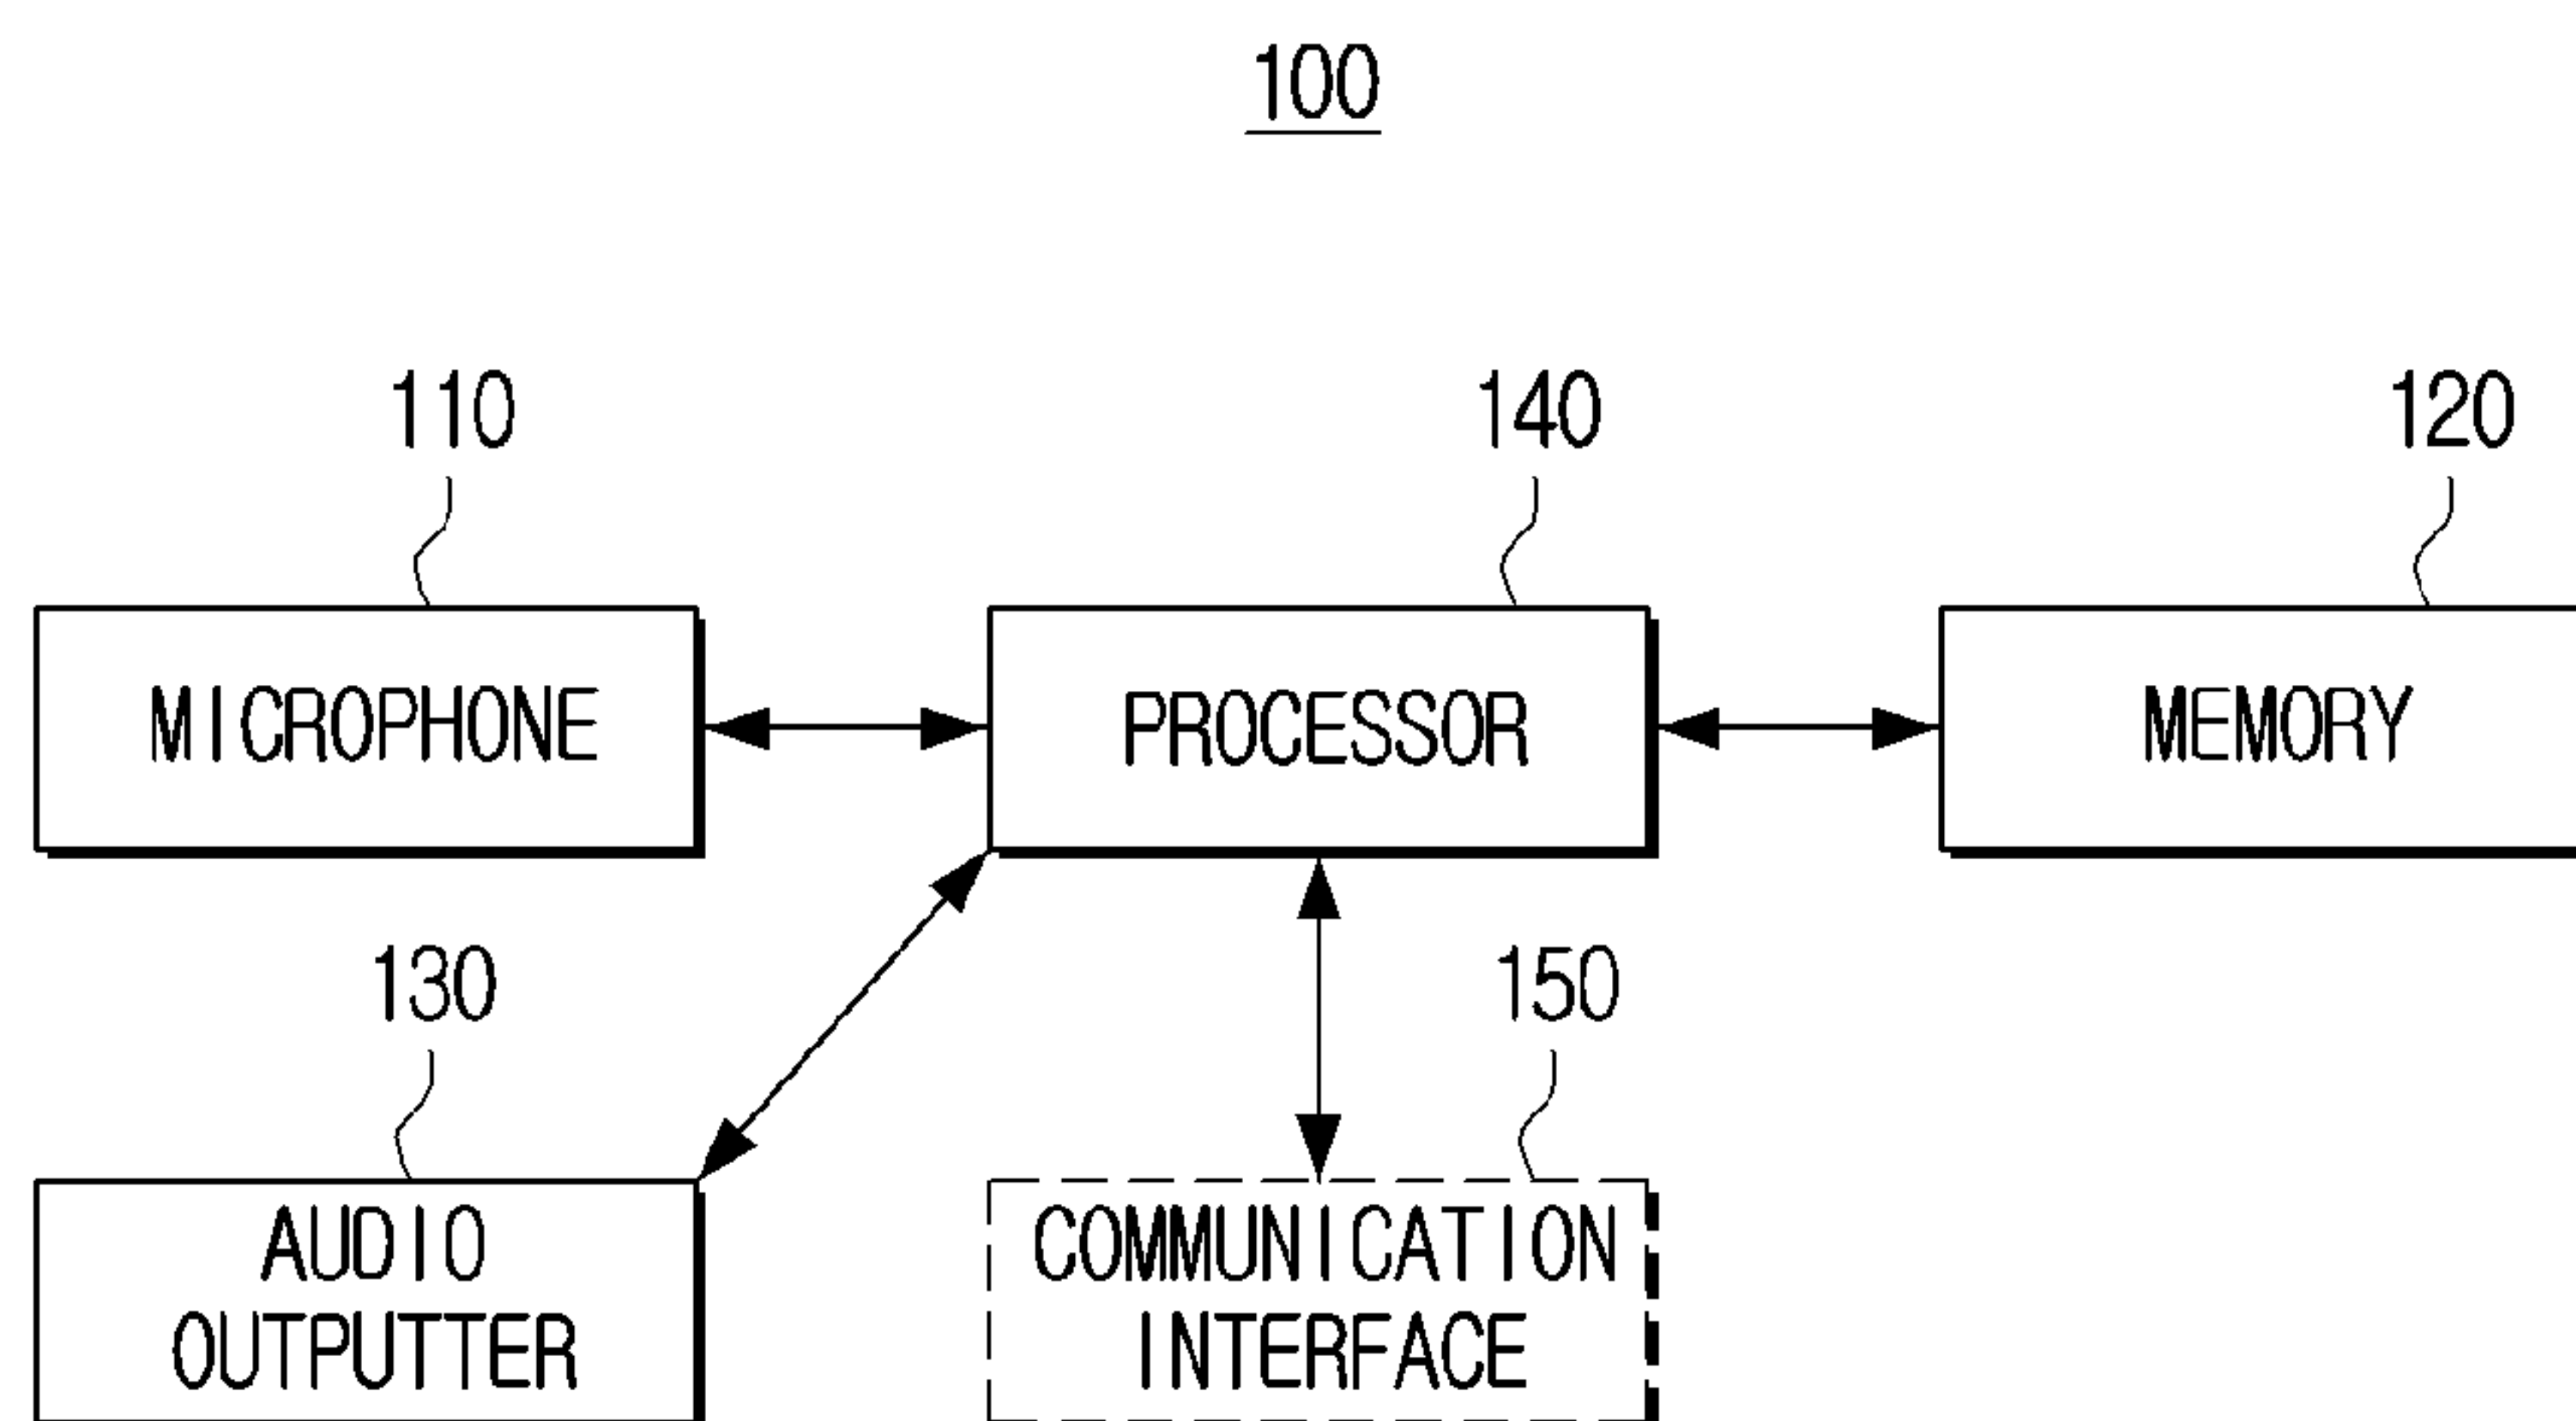 100
110
140
120
MICROPHONE
PROCESSOR
MEMORY
130
150
AUDIO
OUTPUTTER
COMMUNICATION
INTERFACE